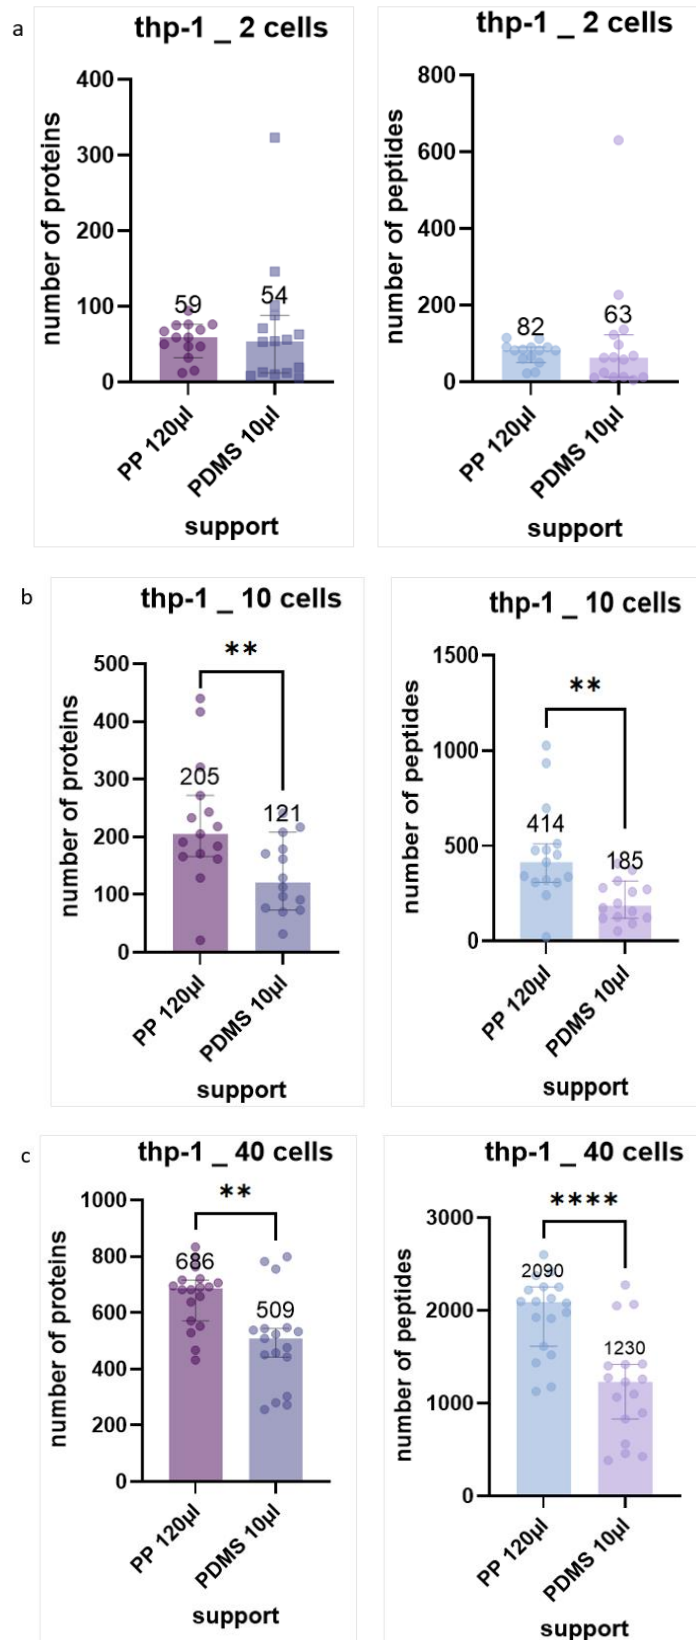 a
thp-1 _ 2 cells
number of proteins
400
300
200
100
0
59
54
PP 120µl
PDMS 10µl
support
thp-1 _ 2 cells
number of peptides
800
600
400
200
0
82
63
PP 120µl
PDMS 10µl
support
b
thp-1 _ 10 cells
number of proteins
500
400
300
200
100
0
**
205
121
PP 120µl
PDMS 10µl
support
thp-1 _ 10 cells
number of peptides
1500
1000
500
0
**
414
185
PP 120µl
PDMS 10µl
support
c
thp-1 _ 40 cells
number of proteins
1000
800
600
400
200
0
**
686
509
PP 120µl
PDMS 10µl
support
thp-1 _ 40 cells
number of peptides
3000
2000
1000
0
****
2090
1230
PP 120µl
PDMS 10µl
support